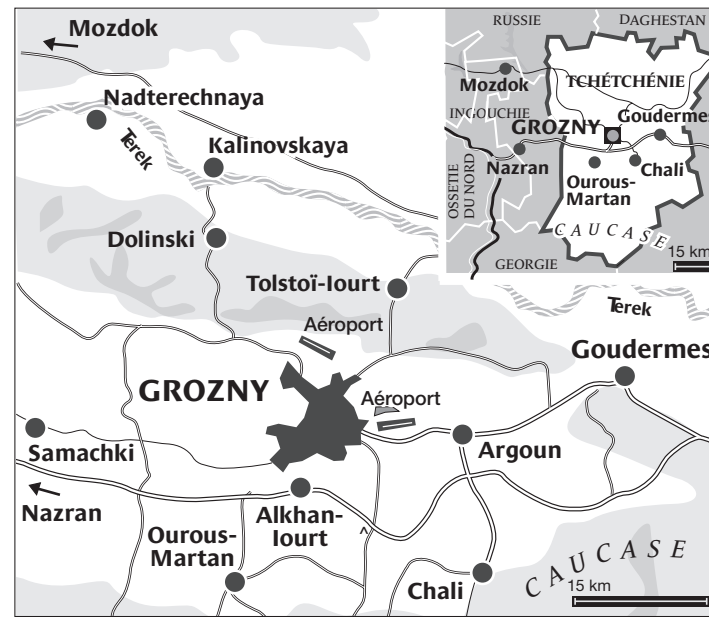 Mozdok
Nadterechnaya
Terek
Kalinovskaya
Dolinski
Tolstoï-Iourt
Aéroport
GROZNY
Aéroport
Samachki
Nazran
Alkhan-
Iourt
Ourous-
Martan
Argoun
Chali
Goudermes
Terek
CAUCASE
15 km
RUSSIE
DAGHESTAN
Mozdok
TCHÉTCHÉNIE
INGOUCHIE
GROZNY
Goudermes
Nazran
Ourous-
Martan
Chali
OSSETIE
DU NORD
CAUCASE
GEORGIE
15 km